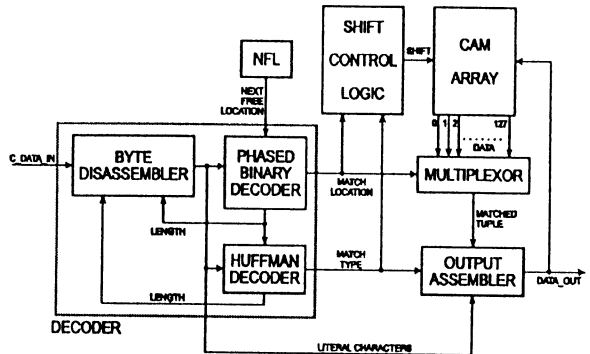 SHIFT
CONTROL
LOGIC
SHIFT
CAM
ARRAY
NFL
NEXT
FREE
LOCATION
0 1 2 127
DATA
C_DATA_IN
BYTE
DISASSEMBLER
PHASED
BINARY
DECODER
MATCH
LOCATION
MULTIPLEXOR
LENGTH
MATCHED
TUPLE
HUFFMAN
DECODER
MATCH
TYPE
OUTPUT
ASSEMBLER
DATA_OUT
LENGTH
DECODER
LITERAL CHARACTERS